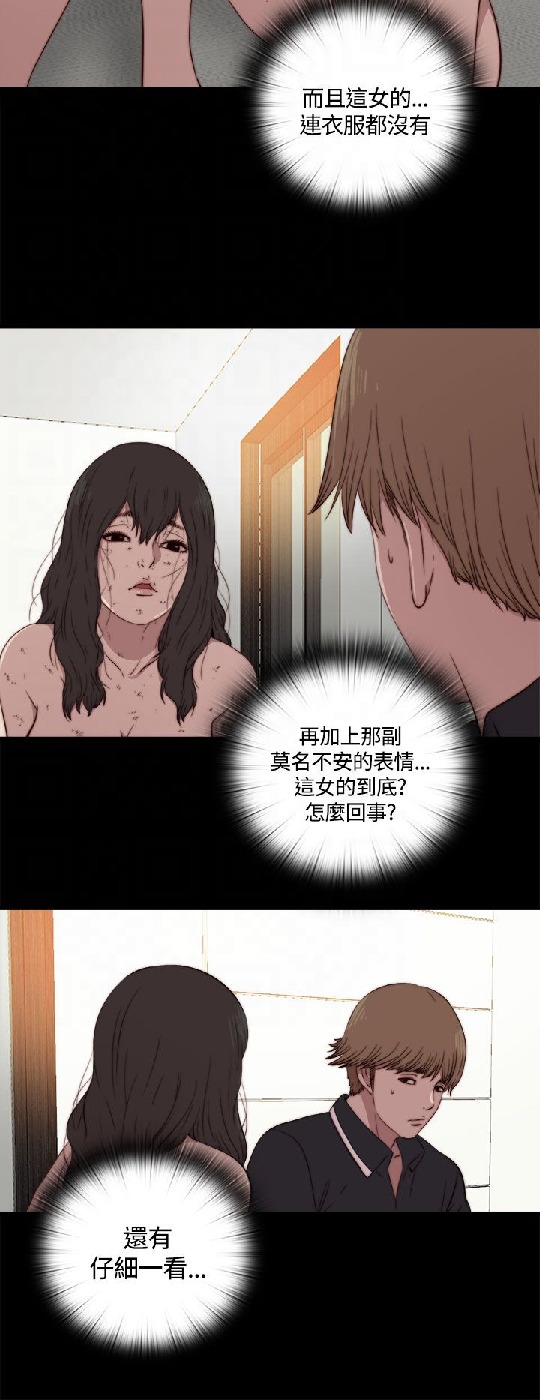 而且這女的...
連衣服都沒有
再加上那副
莫名不安的表情...
這女的到底?
怎麼回事?
還有
仔細一看...